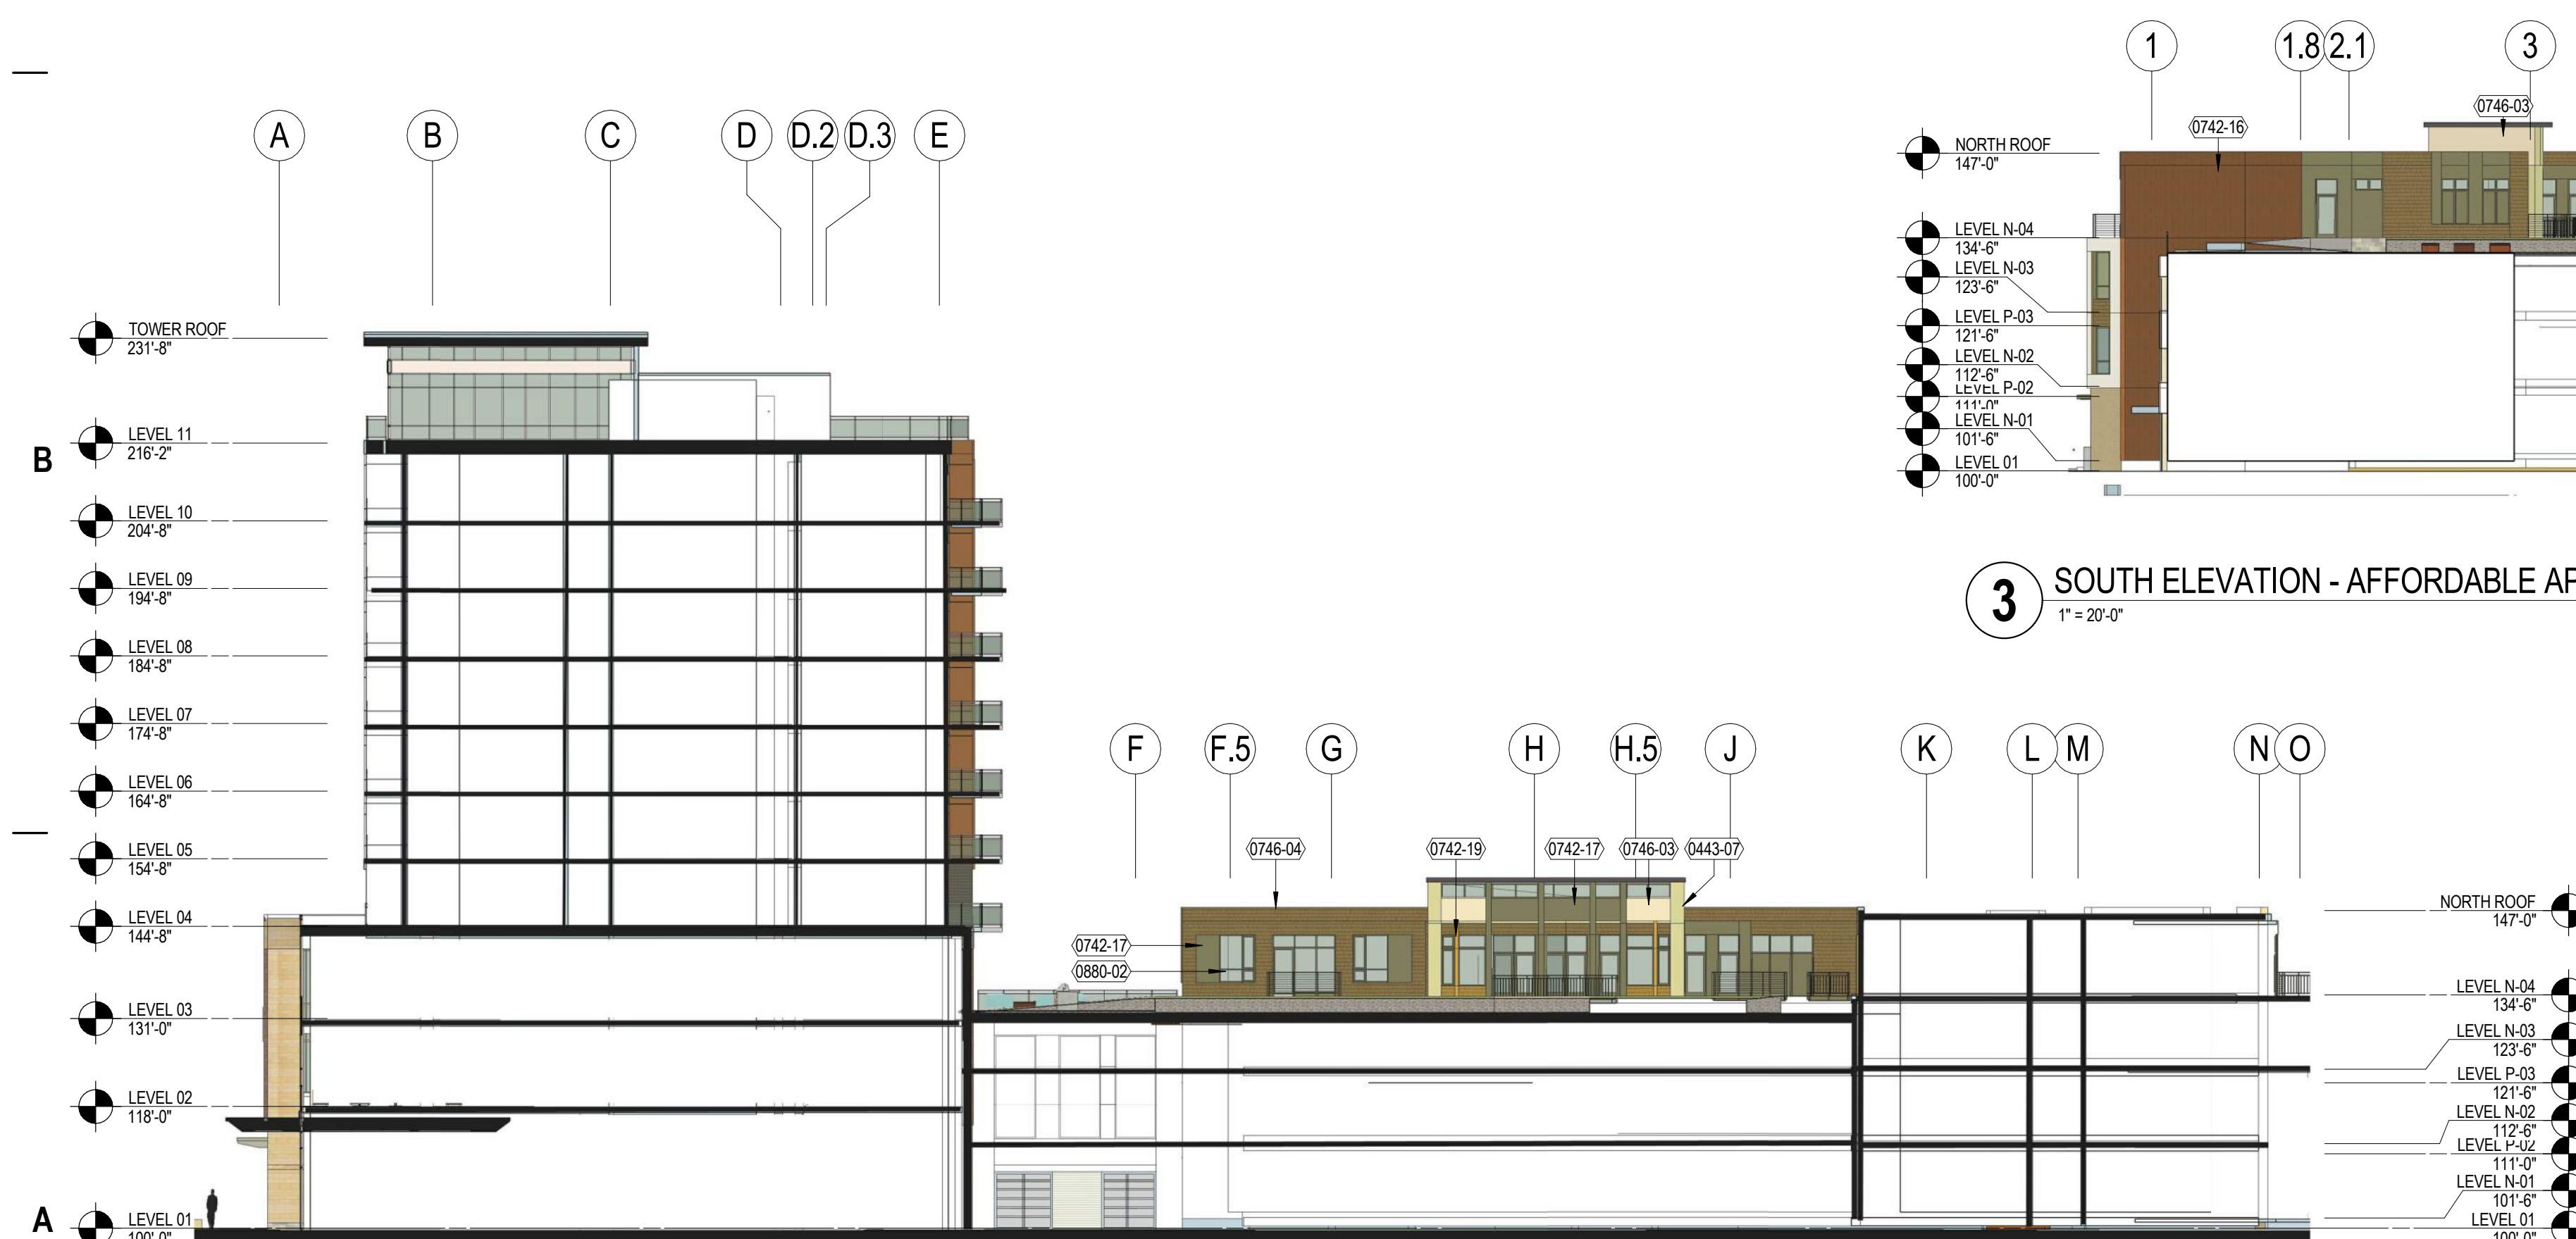 1
1.8
2.1
3
0746-03
0742-16
NORTH ROOF
147'-0"
LEVEL N-04
134'-6"
LEVEL N-03
123'-6"
LEVEL P-03
121'-6"
LEVEL N-02
112'-6"
LEVEL P-02
111'-0"
LEVEL N-01
101'-6"
LEVEL 01
100'-0"
3
SOUTH ELEVATION - AFFORDABLE
1" = 20'-0"
A
B
C
D
D.2
D.3
E
TOWER ROOF
231'-8"
LEVEL 11
216'-2"
B
LEVEL 10
204'-8"
LEVEL 09
194'-8"
LEVEL 08
184'-8"
LEVEL 07
174'-8"
LEVEL 06
164'-8"
LEVEL 05
154'-8"
LEVEL 04
144'-8"
LEVEL 03
131'-0"
LEVEL 02
118'-0"
A
LEVEL 01
100'-0"
F
F.5
G
H
H.5
J
K
L
M
N
O
0746-04
0742-19
0742-17
0746-03
0443-07
0742-17
0880-02
NORTH ROOF
147'-0"
LEVEL N-04
134'-6"
LEVEL N-03
123'-6"
LEVEL P-03
121'-6"
LEVEL N-02
112'-6"
LEVEL P-02
111'-0"
LEVEL N-01
101'-6"
LEVEL 01
100'-0"